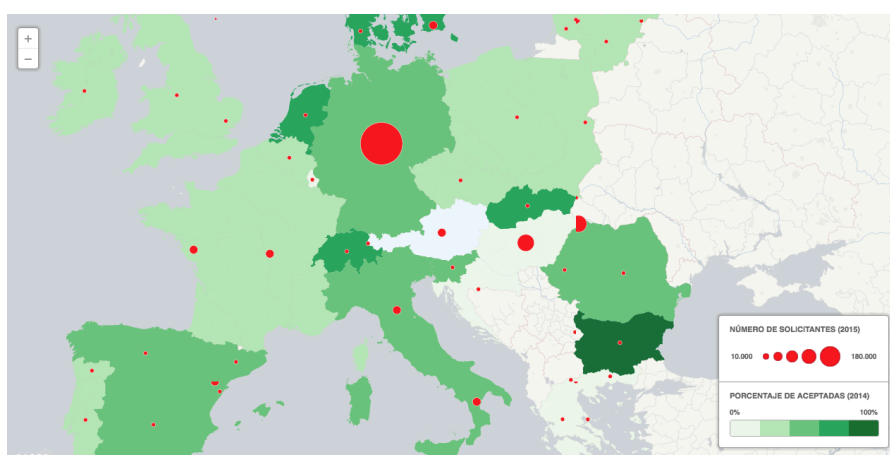 +
−
NÚMERO DE SOLICITANTES (2015)
10.000 180.000
PORCENTAJE DE ACEPTADAS (2014)
0% 100%